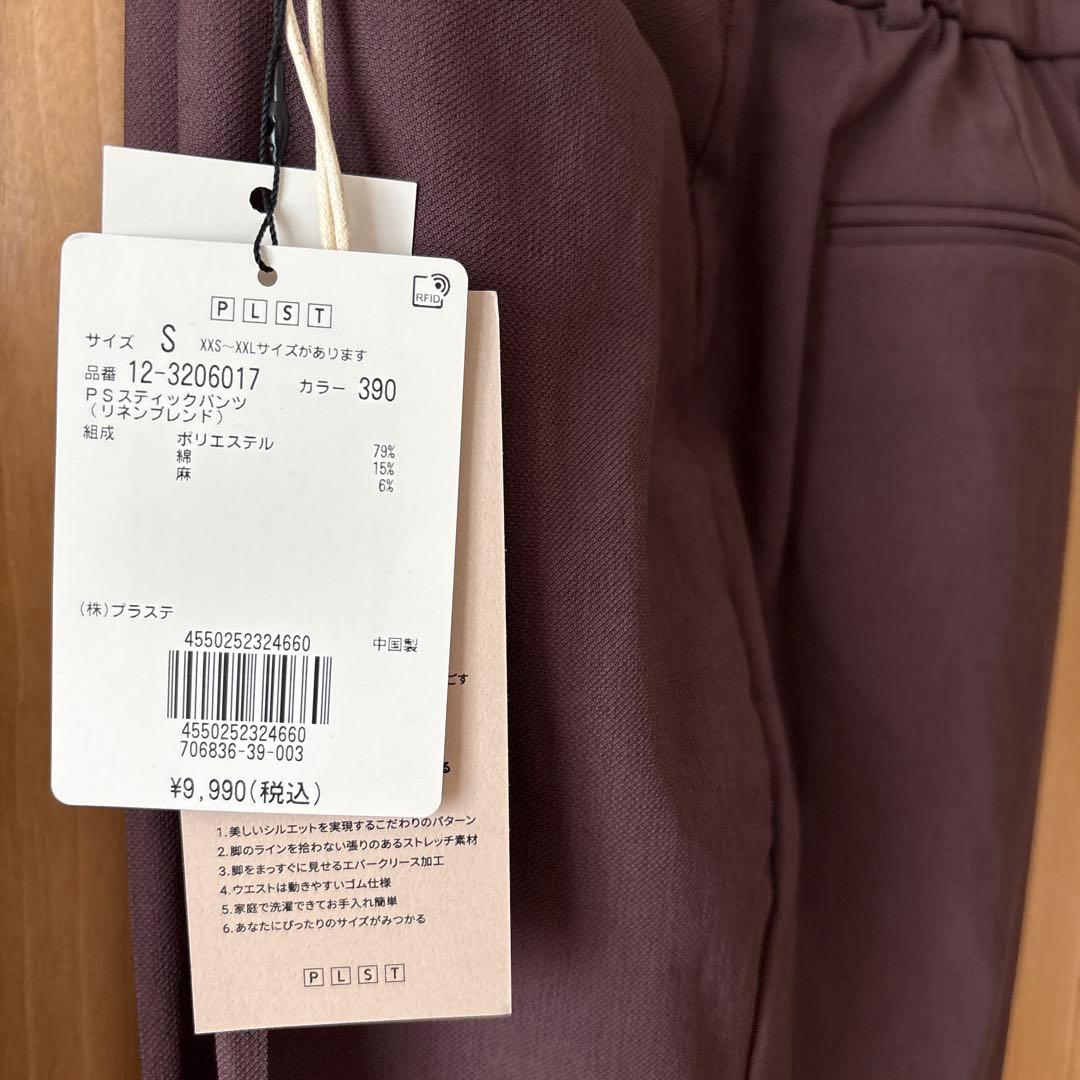 RFID
PLST
サイズ S XXS～XXLサイズがあります
品番 12-3206017 カラー 390
PSスティックパンツ
(リネンブレンド)
組成 ポリエステル 79%
綿 15%
麻 6%
(株)プラステ
4550252324660 中国製
4550252324660
706836-39-003
¥9,990(税込)
ごす
る
1.美しいシルエットを実現するこだわりのパターン
2.脚のラインを拾わない張りのあるストレッチ素材
3.脚をまっすぐに見せるエバークリース加工
4.ウエストは動きやすいゴム仕様
5.家庭で洗濯できてお手入れ簡単
6.あなたにぴったりのサイズがみつかる
PLST